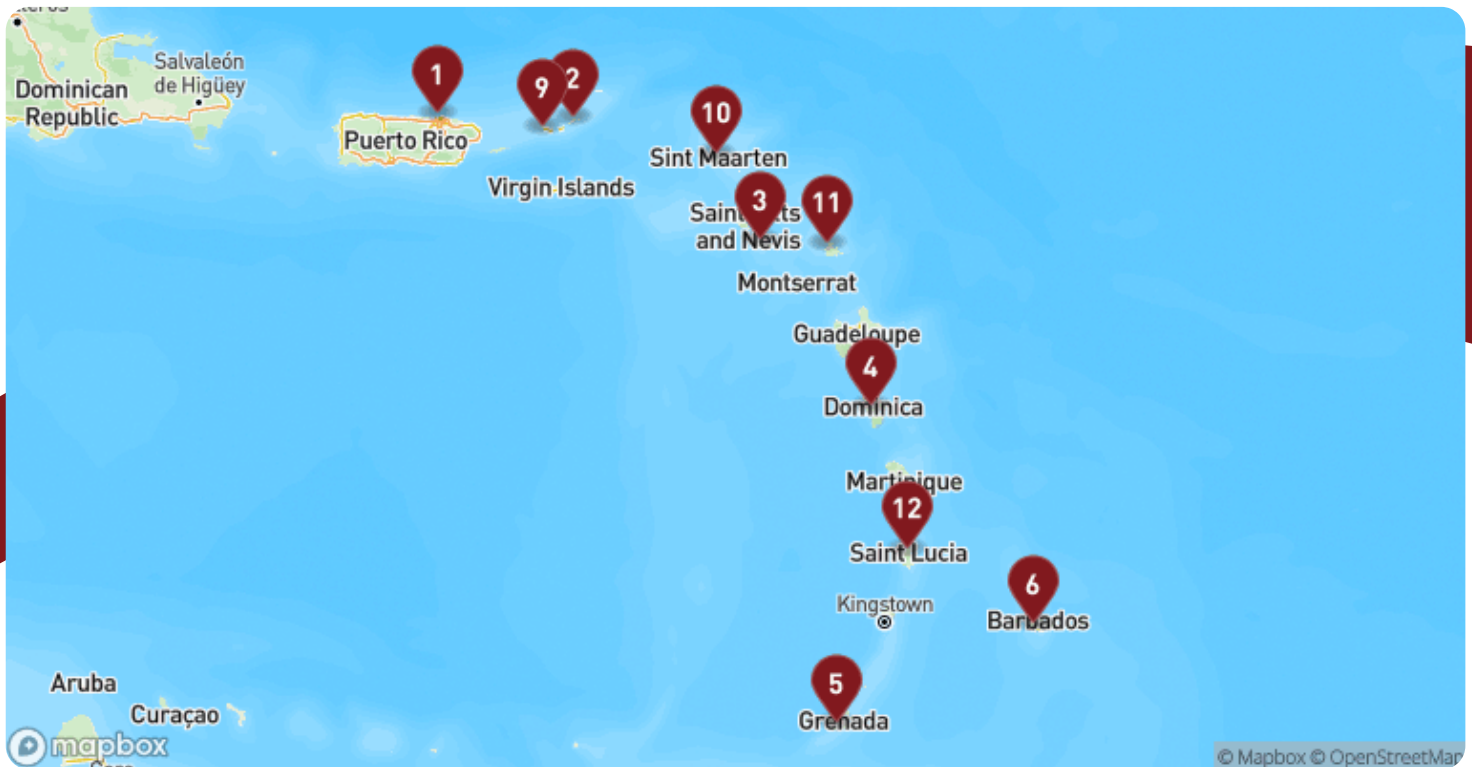 Salvaleón
de Higüey
Dominican
Republic
1
9
2
Puerto Rico
10
Sint Maarten
Virgin Islands
3
11
and Nevis
Montserrat
Guadeloupe
4
Dominica
Martinique
12
Saint Lucia
Kingstown
6
Barbados
5
Grenada
Aruba
Curaçao
mapbox
© Mapbox © OpenStreetMap